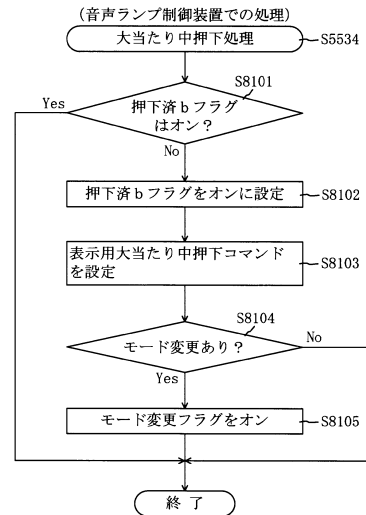 (音声ランプ制御装置での処理)
大当たり中押下処理
S5534
S8101
Yes
押下済bフラグ
はオン?
No
押下済bフラグをオンに設定
S8102
表示用大当たり中押下コマンド
を設定
S8103
S8104
モード変更あり?
No
Yes
モード変更フラグをオン
S8105
終了